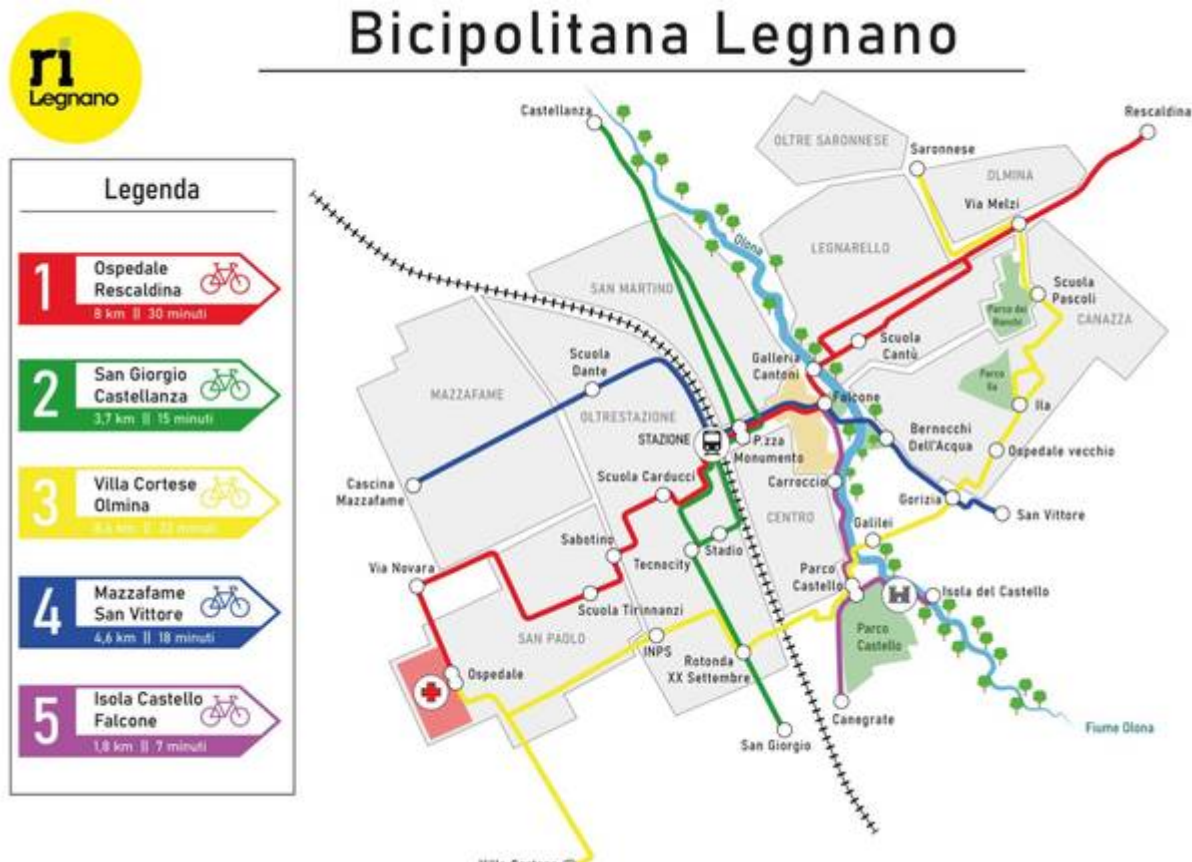 Bicipolitana Legnano
ri
Legnano
Legenda
1
Ospedale
Rescaldina
8 km || 30 minuti
2
San Giorgio
Castellanza
3,7 km || 15 minuti
3
Villa Cortese
Olmina
4
Mazzafame
San Vittore
4,6 km || 18 minuti
5
Isola Castello
Falcone
1,8 km || 7 minuti
Castellanza
Rescaldina
OLTRE SARONNESE
Saronnese
OLMINA
Via Melzi
Olona
LEGNARELLO
SAN MARTINO
Scuola
Pascoli
Parco dei
Ronchi
CANAZZA
Scuola
Dante
Galleria
Cantoni
Scuola
Cantù
MAZZAFAME
Parco
Ila
OLTRESTAZIONE
Falcone
Ila
STAZIONE
P.zza
Monumento
Bernocchi
Dell'Acqua
Ospedale vecchio
Scuola Carducci
Cascina
Mazzafame
Carroccio
Gorizia
San Vittore
CENTRO
Galilei
Sabotino
Stadio
Tecnocity
Via Novara
Parco
Castello
Isola del Castello
Scuola Tirinnanzi
SAN PAOLO
INPS
Parco
Castello
Ospedale
Rotonda
XX Settembre
Canegrate
San Giorgio
Fiume Olona